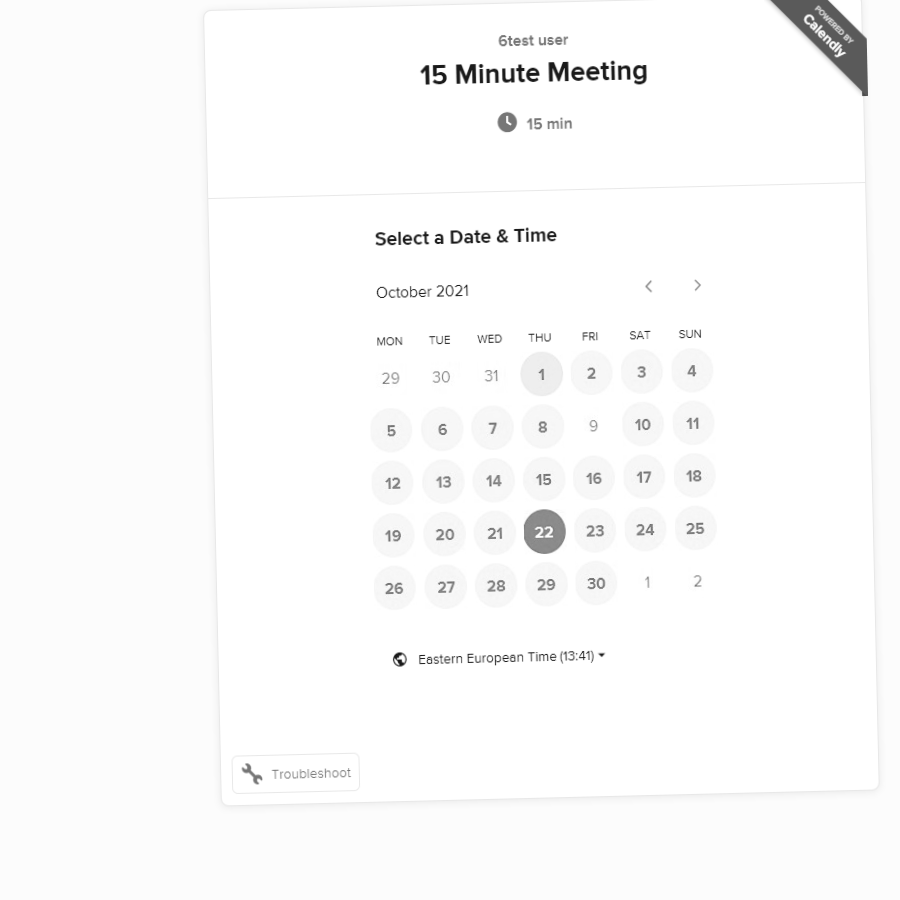 POWERED BY
Calendly
6test user
15 Minute Meeting
15 min
Select a Date & Time
October 2021
MON TUE WED THU FRI SAT SUN
29 30 31 1 2 3 4
5 6 7 8 9 10 11
12 13 14 15 16 17 18
19 20 21 22 23 24 25
26 27 28 29 30 1 2
Eastern European Time (13:41)
Troubleshoot